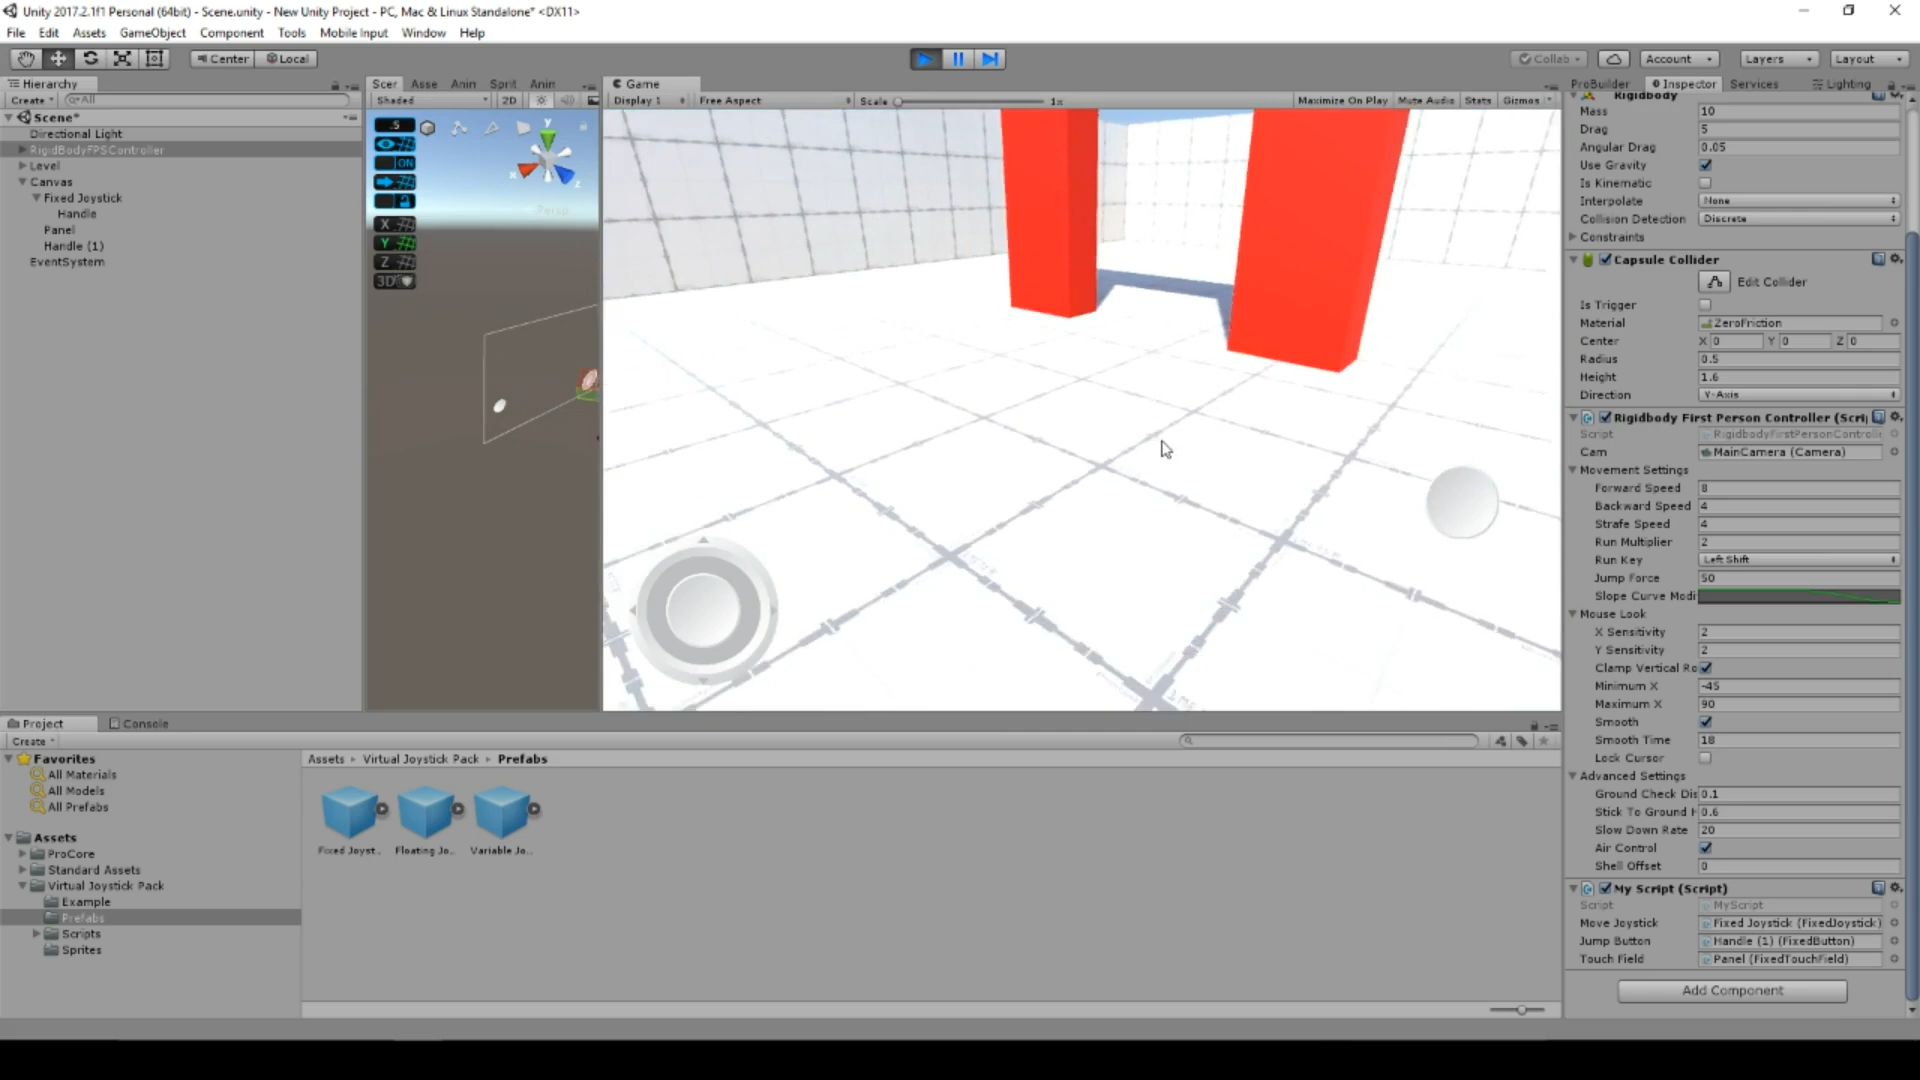 Unity 2017.2.1f1 Personal (64bit) - Scene.unity - New Unity Project - PC, Mac & Linux Standalone* <DX11>
File Edit Assets GameObject Component Tools Mobile Input Window Help
Center Local Collab Account Layers Layout
Hierarchy
Create All
Scene*
Directional Light
RigidBodyFPSController
Level
Canvas
Fixed Joystick
Handle
Panel
Handle (1)
EventSystem
Scer Asse Anin Sprit Anin
Shaded 2D
.5
ON
X
Y
Z
3D
y
x
z
Persp
Game
Display 1 Free Aspect Scale 1x Maximize On Play Mute Audio Stats Gizmos
ProBuilder Inspector Services Lighting
Rigidbody
Mass 10
Drag 5
Angular Drag 0.05
Use Gravity
Is Kinematic
Interpolate None
Collision Detection Discrete
Constraints
Capsule Collider
Edit Collider
Is Trigger
Material ZeroFriction
Center X 0 Y 0 Z 0
Radius 0.5
Height 1.6
Direction Y-Axis
Rigidbody First Person Controller (Scri
Script RigidbodyFirstPersonControlle
Cam MainCamera (Camera)
Movement Settings
Forward Speed 8
Backward Speed 4
Strafe Speed 4
Run Multiplier 2
Run Key Left Shift
Jump Force 50
Slope Curve Modi
Mouse Look
X Sensitivity 2
Y Sensitivity 2
Clamp Vertical Ro
Minimum X -45
Maximum X 90
Smooth
Smooth Time 18
Lock Cursor
Advanced Settings
Ground Check Dis 0.1
Stick To Ground H 0.6
Slow Down Rate 20
Air Control
Shell Offset 0
My Script (Script)
Script MyScript
Move Joystick Fixed Joystick (FixedJoystick)
Jump Button Handle (1) (FixedButton)
Touch Field Panel (FixedTouchField)
Add Component
Project Console
Create
Favorites
All Materials
All Models
All Prefabs
Assets
ProCore
Standard Assets
Virtual Joystick Pack
Example
Prefabs
Scripts
Sprites
Assets Virtual Joystick Pack Prefabs
Fixed Joyst... Floating Jo... Variable Jo...